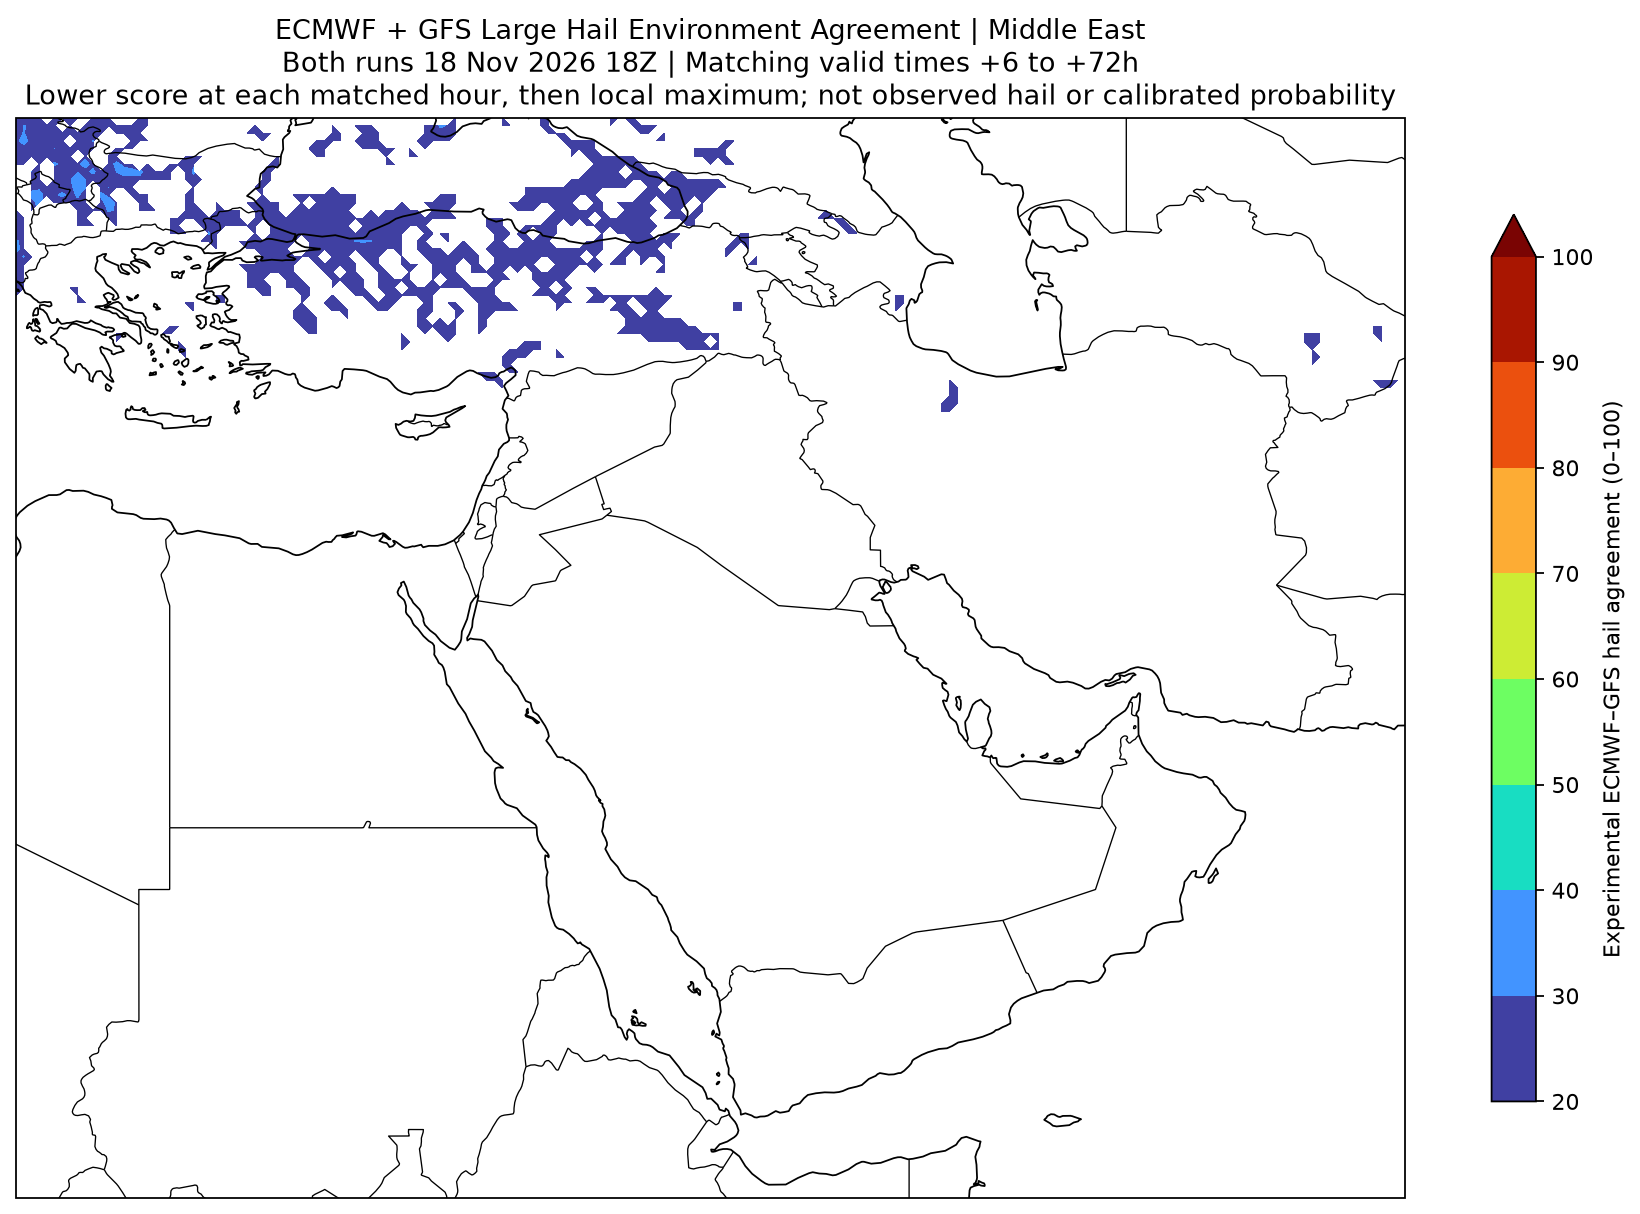 ECMWF + GFS Large Hail Environment Agreement | Middle East
Both runs 18 Nov 2026 18Z | Matching valid times +6 to +72h
Lower score at each matched hour, then local maximum; not observed hail or calibrated probability
100
90
80
70
60
50
40
30
20
Experimental ECMWF–GFS hail agreement (0–100)